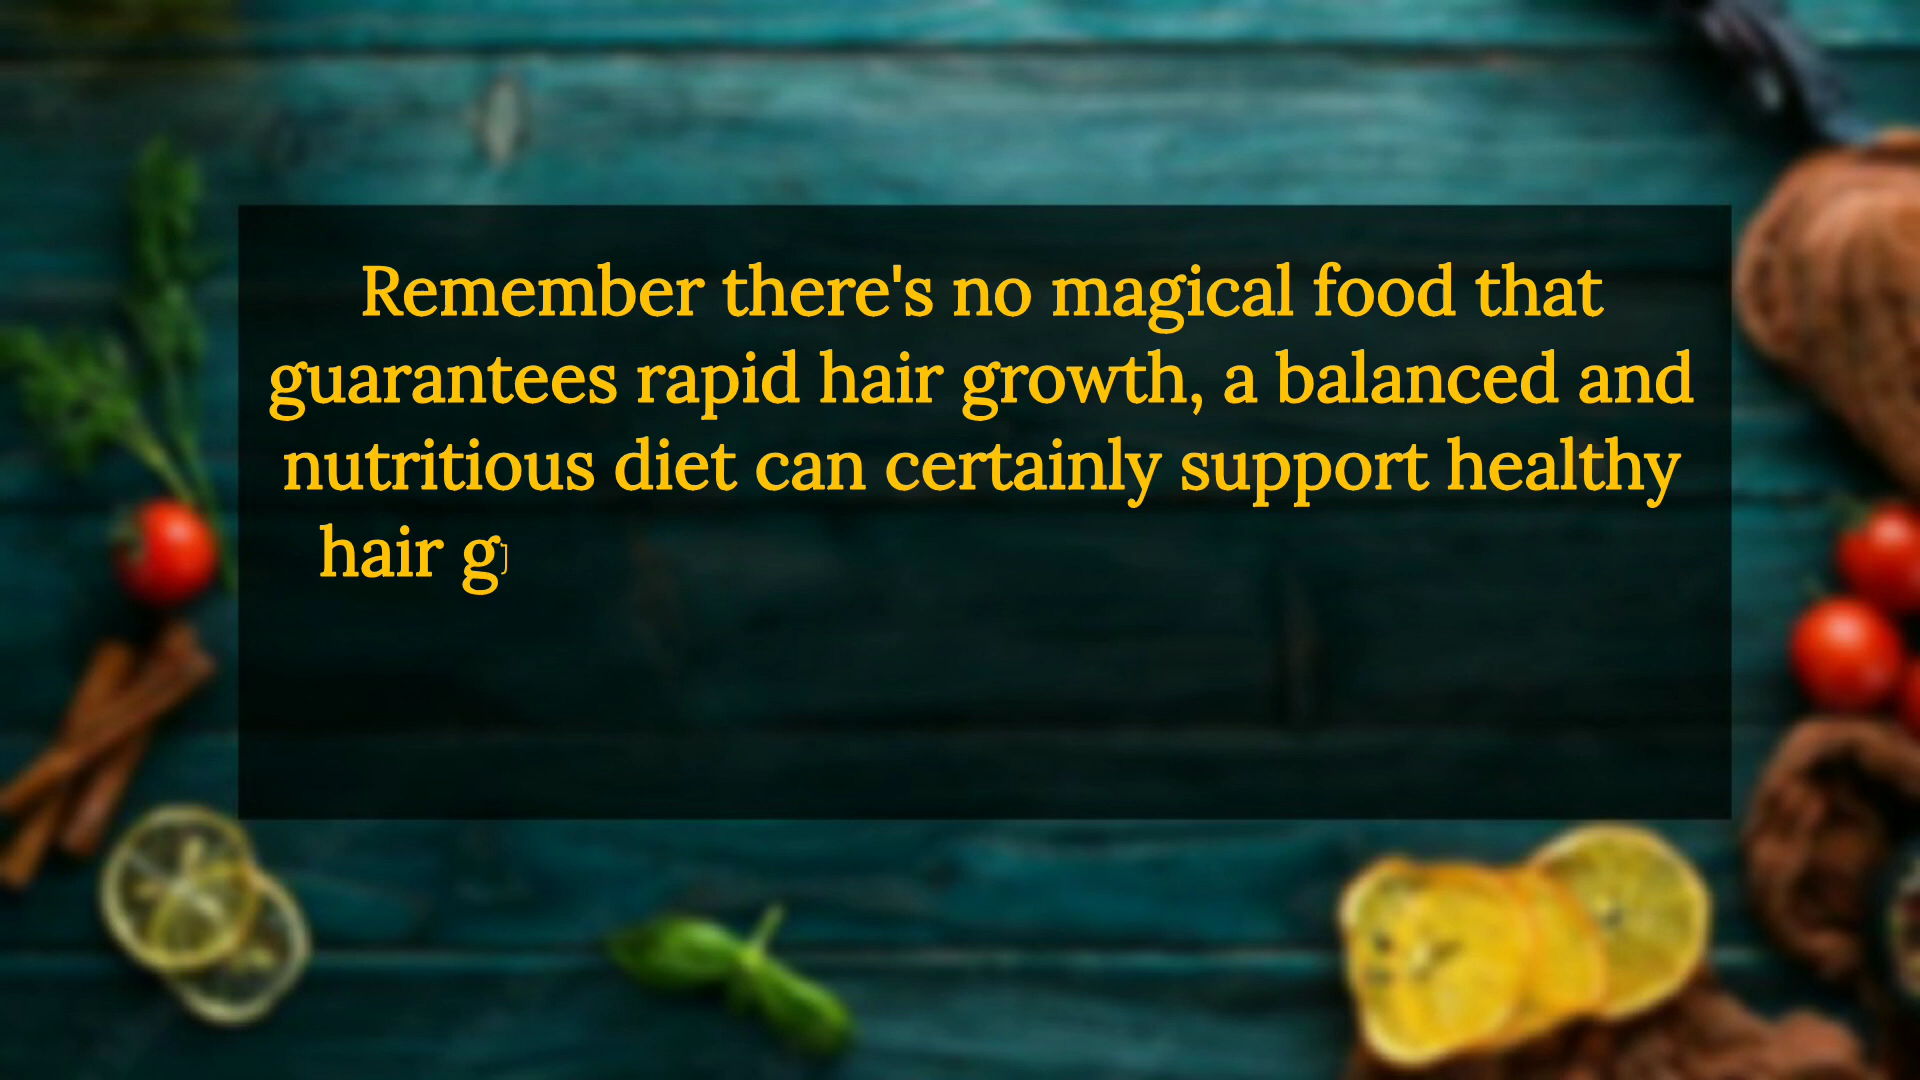 Remember there's no magical food that
guarantees rapid hair growth, a balanced and
nutritious diet can certainly support healthy
hair g